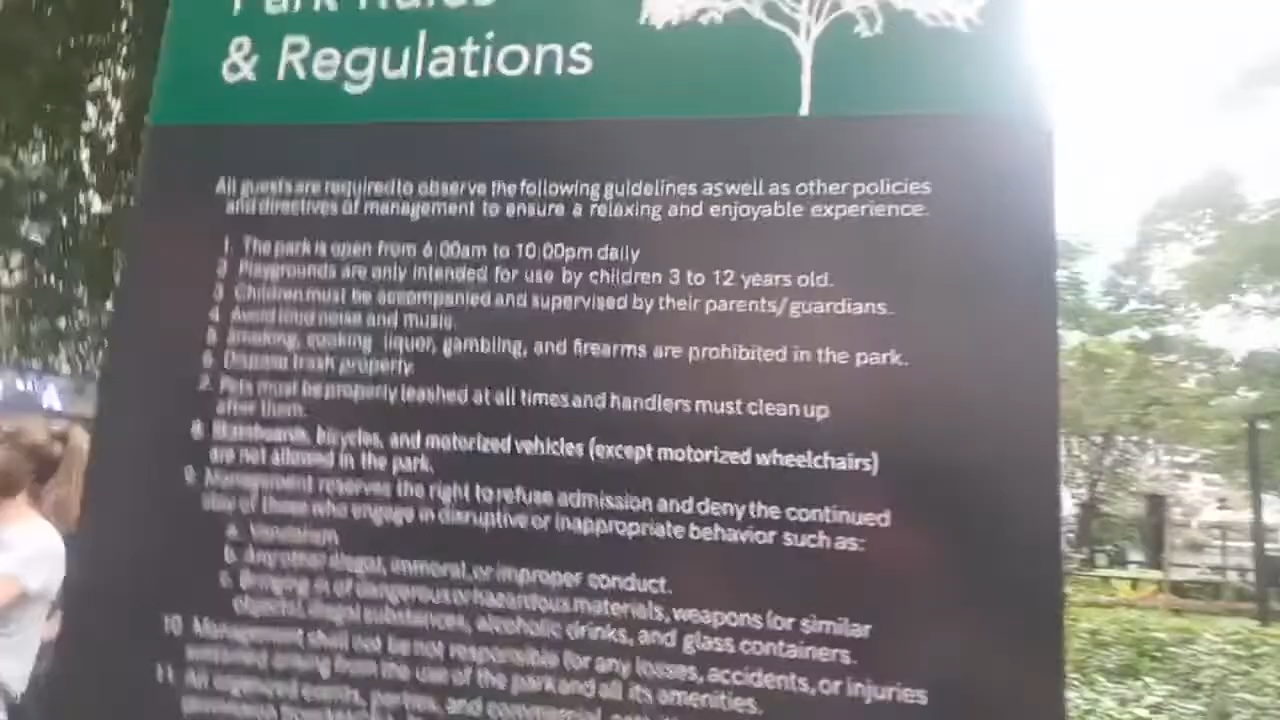 Park Rules
& Regulations
All guests are required to observe the following guidelines as well as other policies
and directives of management to ensure a relaxing and enjoyable experience.
1. The park is open from 6:00am to 10:00pm daily
2. Playgrounds are only intended for use by children 3 to 12 years old.
3. Children must be accompanied and supervised by their parents/guardians.
4. Avoid loud noise and music.
5. Smoking, cooking, liquor, gambling, and firearms are prohibited in the park.
6. Dispose trash properly.
7. Pets must be properly leashed at all times and handlers must clean up
after them.
8. Skateboards, bicycles, and motorized vehicles (except motorized wheelchairs)
are not allowed in the park.
9. Management reserves the right to refuse admission and deny the continued
stay of those who engage in disruptive or inappropriate behavior such as:
a. Vandalism.
b. Any other illegal, immoral, or improper conduct.
c. Bringing in of dangerous or hazardous materials, weapons for similar
objects, illegal substances, alcoholic drinks, and glass containers.
10. Management shall not be not responsible for any losses, accidents, or injuries
sustained arising from the use of the park and all its amenities.
11. All organized events, parties, and commercial